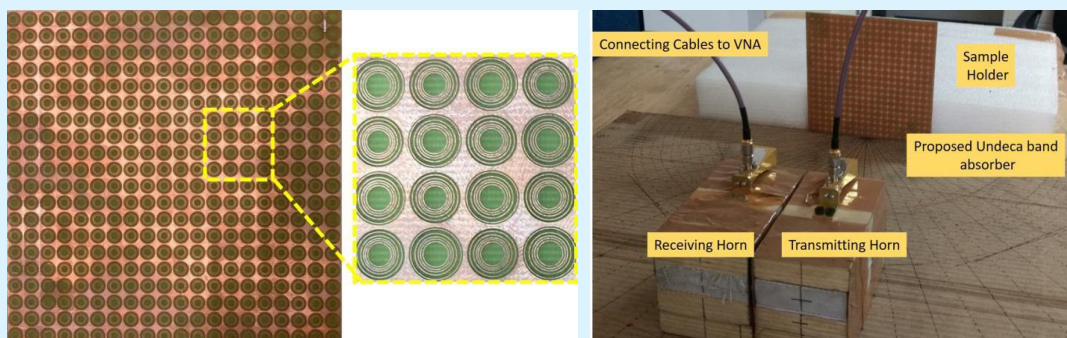 Connecting Cables to VNA
Sample
Holder
Proposed Undeca band
absorber
Receiving Horn
Transmitting Horn